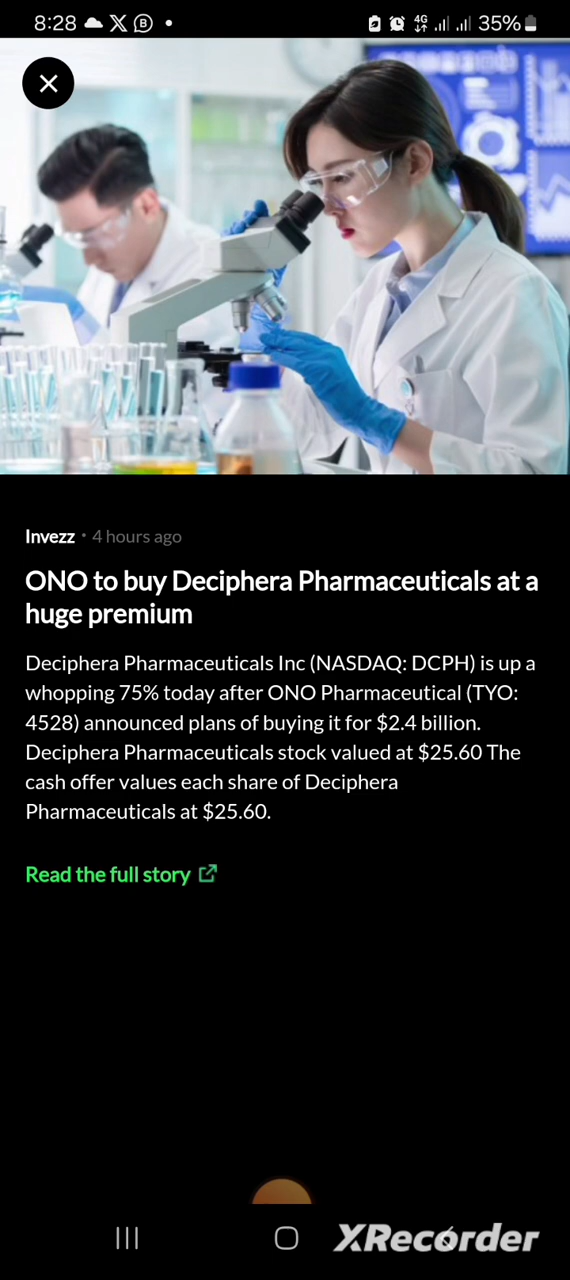 8:28
4G
35%
Invezz • 4 hours ago
ONO to buy Deciphera Pharmaceuticals at a
huge premium
Deciphera Pharmaceuticals Inc (NASDAQ: DCPH) is up a
whopping 75% today after ONO Pharmaceutical (TYO:
4528) announced plans of buying it for $2.4 billion.
Deciphera Pharmaceuticals stock valued at $25.60 The
cash offer values each share of Deciphera
Pharmaceuticals at $25.60.
Read the full story
XRecorder